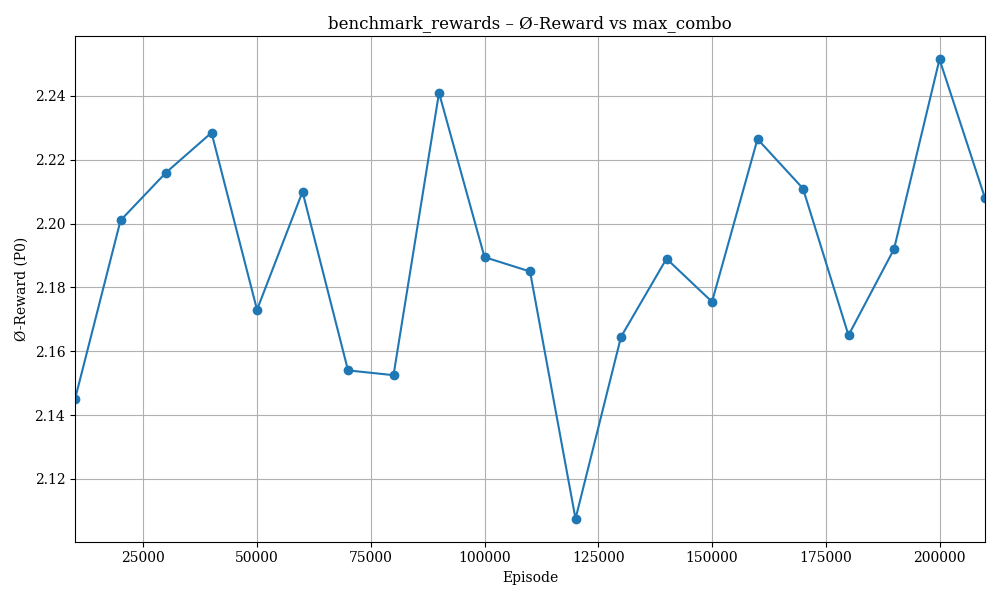 benchmark_rewards – Ø-Reward vs max_combo
Ø-Reward (P0)
2.24
2.22
2.20
2.18
2.16
2.14
2.12
25000 50000 75000 100000 125000 150000 175000 200000
Episode